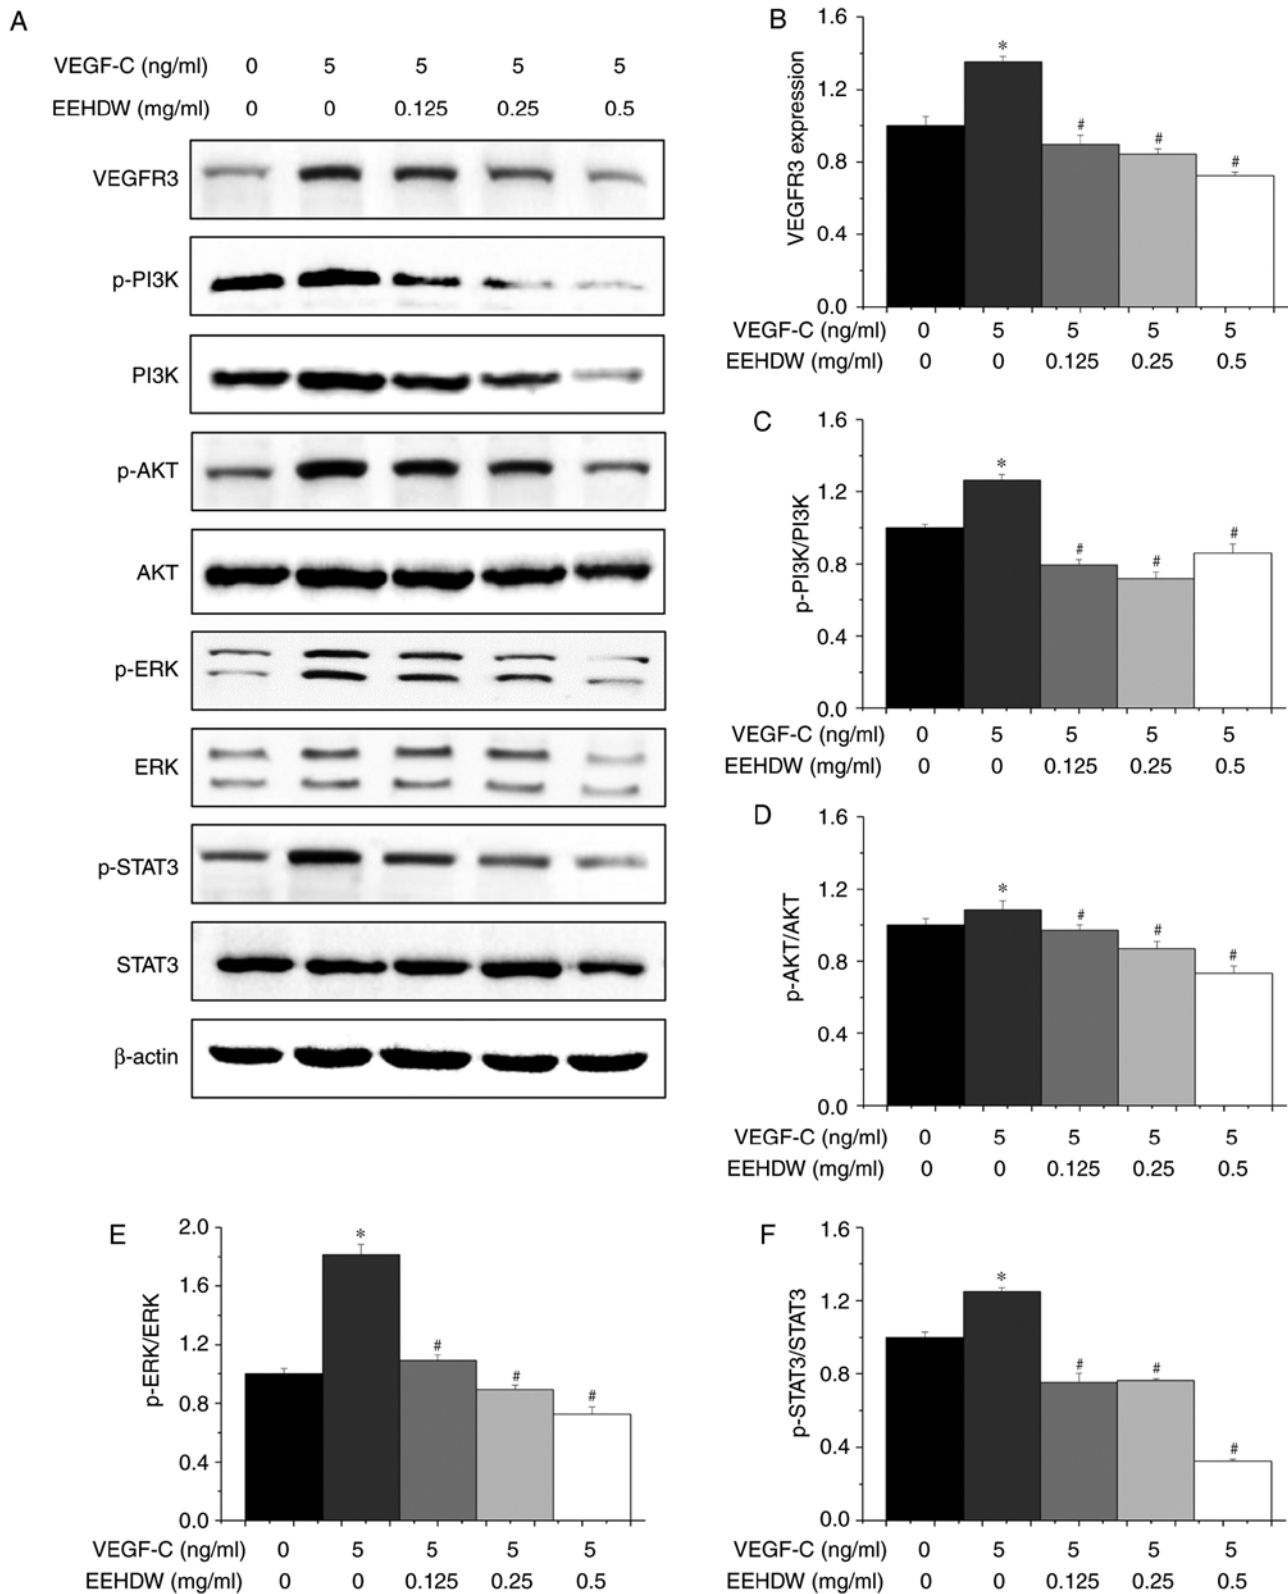 A
VEGF-C (ng/ml) 0 5 5 5 5
EEHDW (mg/ml) 0 0 0.125 0.25 0.5
VEGFR3
p-PI3K
PI3K
p-AKT
AKT
p-ERK
ERK
p-STAT3
STAT3
β-actin
B
VEGFR3 expression
1.6
1.2
0.8
0.4
0.0
*
#
#
#
VEGF-C (ng/ml) 0 5 5 5 5
EEHDW (mg/ml) 0 0 0.125 0.25 0.5
C
p-PI3K/PI3K
1.6
1.2
0.8
0.4
0.0
*
#
#
#
VEGF-C (ng/ml) 0 5 5 5 5
EEHDW (mg/ml) 0 0 0.125 0.25 0.5
D
p-AKT/AKT
1.6
1.2
0.8
0.4
0.0
*
#
#
#
VEGF-C (ng/ml) 0 5 5 5 5
EEHDW (mg/ml) 0 0 0.125 0.25 0.5
E
p-ERK/ERK
2.0
1.6
1.2
0.8
0.4
0.0
*
#
#
#
VEGF-C (ng/ml) 0 5 5 5 5
EEHDW (mg/ml) 0 0 0.125 0.25 0.5
F
p-STAT3/STAT3
1.6
1.2
0.8
0.4
0.0
*
#
#
#
VEGF-C (ng/ml) 0 5 5 5 5
EEHDW (mg/ml) 0 0 0.125 0.25 0.5